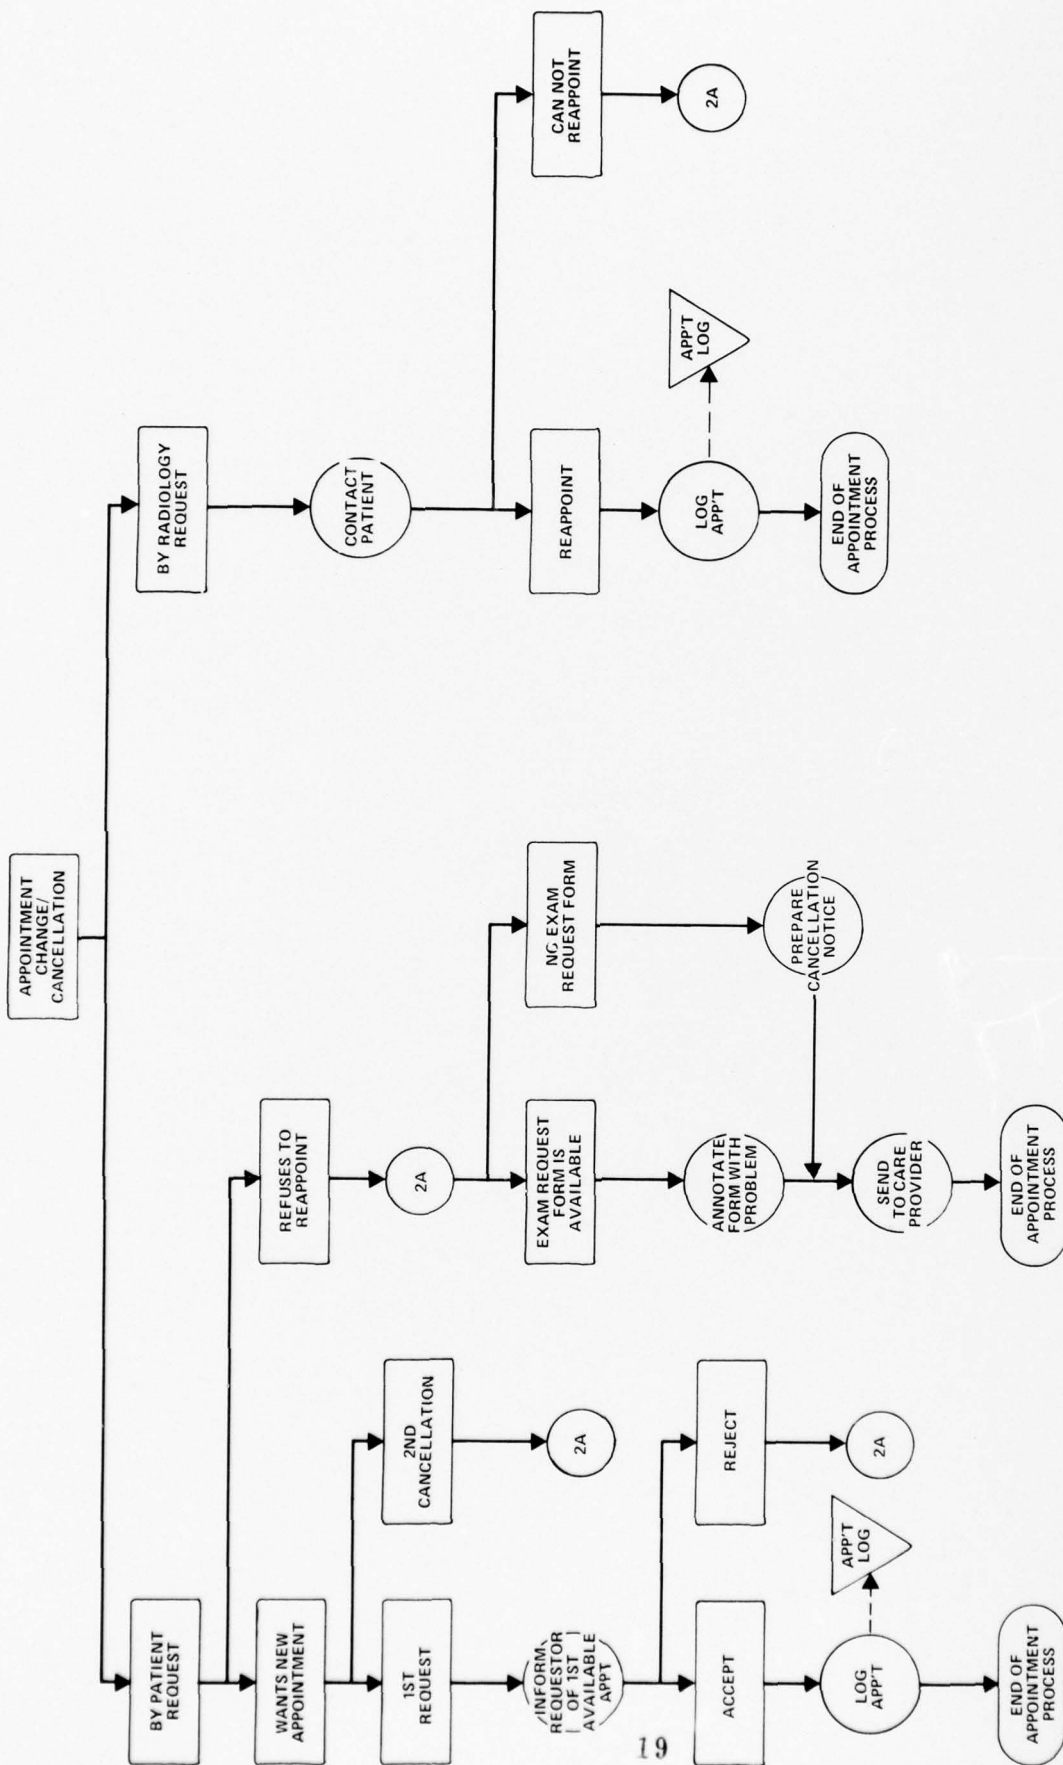 APPOINTMENT
CHANGE/
CANCELLATION
BY PATIENT
REQUEST
BY RADIOLOGY
REQUEST
WANTS NEW
APPOINTMENT
REFUSES TO
REAPPOINT
CONTACT
PATIENT
1ST
REQUEST
2ND
CANCELLATION
2A
INFORM
REQUESTOR
OF 1ST
AVAILABLE
APPT
2A
EXAM REQUEST
FORM IS
AVAILABLE
NO EXAM
REQUEST FORM
REAPPOINT
CAN NOT
REAPPOINT
ACCEPT
REJECT
ANNOTATE
FORM WITH
PROBLEM
PREPARE
CANCELLATION
NOTICE
LOG
APP'T
APP'T
LOG
2A
LOG
APP'T
APP'T
LOG
2A
SEND
TO CARE
PROVIDER
END OF
APPOINTMENT
PROCESS
END OF
APPOINTMENT
PROCESS
END OF
APPOINTMENT
PROCESS
19